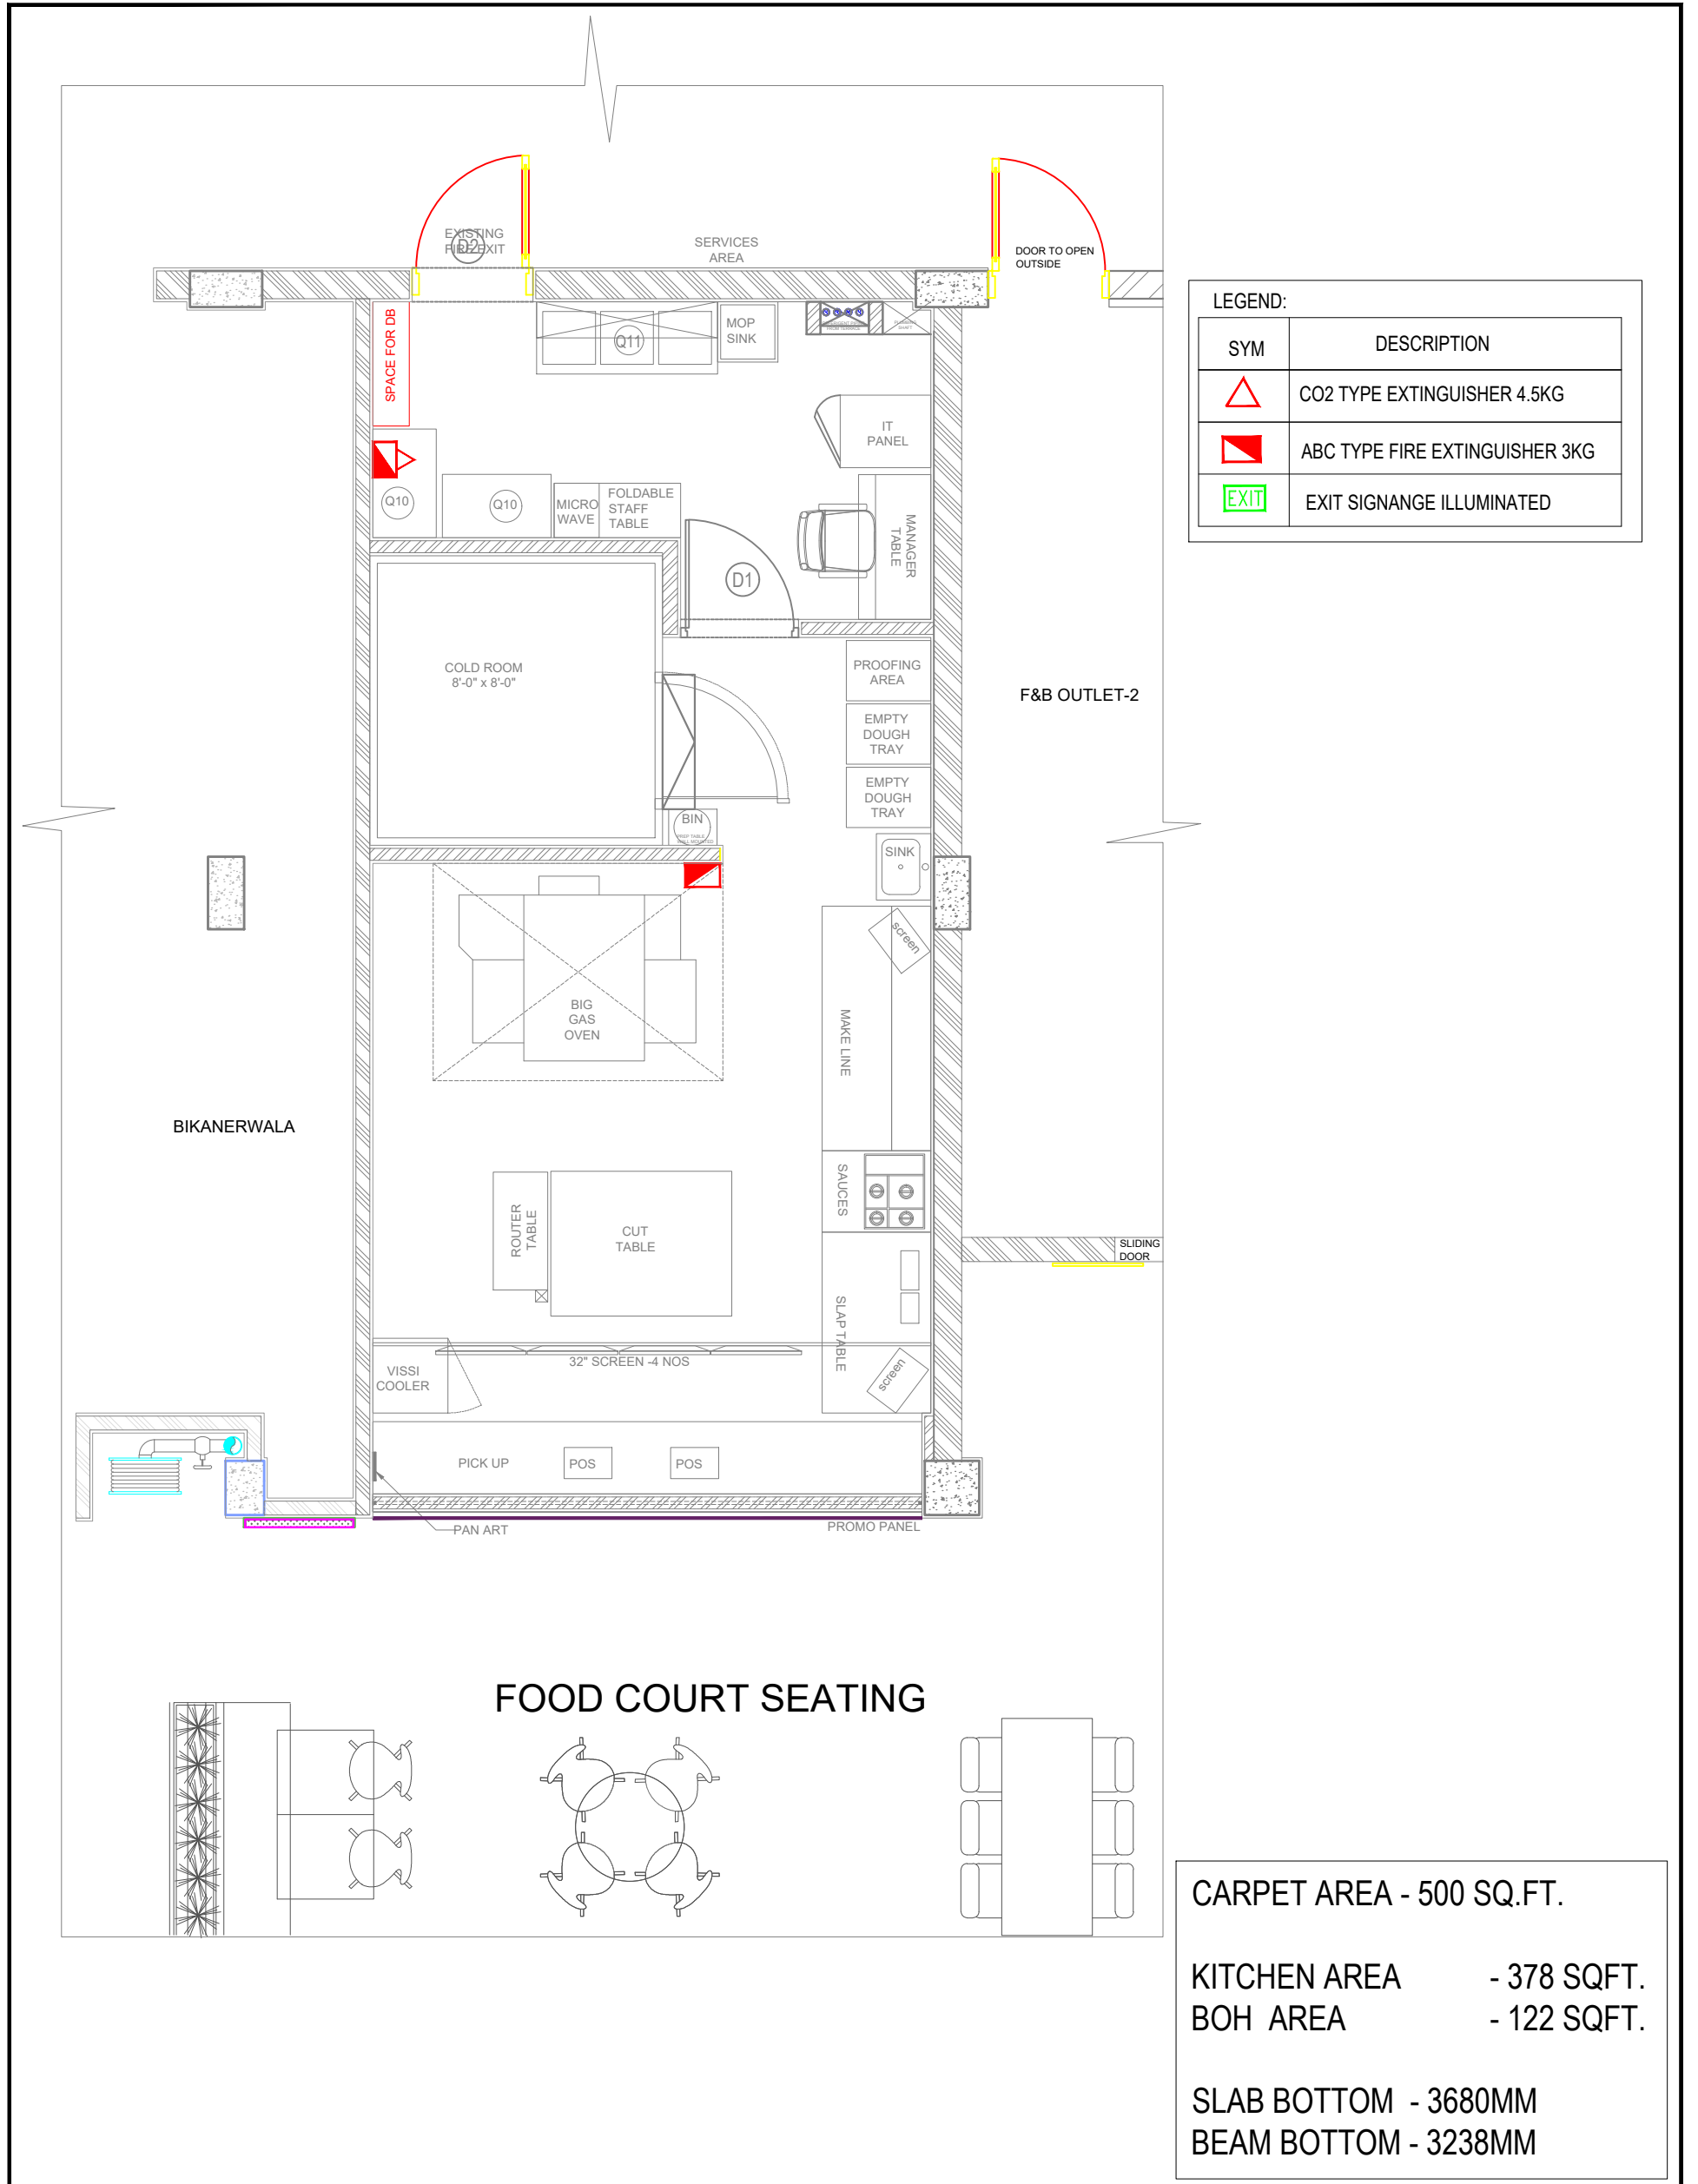 EXISTING
FIRE EXIT
D2
SERVICES
AREA
DOOR TO OPEN
OUTSIDE
LEGEND:
SYM
DESCRIPTION
CO2 TYPE EXTINGUISHER 4.5KG
ABC TYPE FIRE EXTINGUISHER 3KG
EXIT
EXIT SIGNANGE ILLUMINATED
SPACE FOR DB
Q11
MOP
SINK
SHAFT
IT
PANEL
Q10
Q10
MICRO
WAVE
FOLDABLE
STAFF
TABLE
MANAGER
TABLE
D1
COLD ROOM
8'-0" x 8'-0"
PROOFING
AREA
F&B OUTLET-2
EMPTY
DOUGH
TRAY
EMPTY
DOUGH
TRAY
BIN
PREP TABLE
WALL MOUNTED
SINK
screen
BIG
GAS
OVEN
MAKE LINE
BIKANERWALA
SAUCES
ROUTER
TABLE
CUT
TABLE
SLIDING
DOOR
SLAP TABLE
32" SCREEN -4 NOS
VISSI
COOLER
screen
PICK UP
POS
POS
PAN ART
PROMO PANEL
FOOD COURT SEATING
CARPET AREA - 500 SQ.FT.
KITCHEN AREA - 378 SQFT.
BOH AREA - 122 SQFT.
SLAB BOTTOM - 3680MM
BEAM BOTTOM - 3238MM